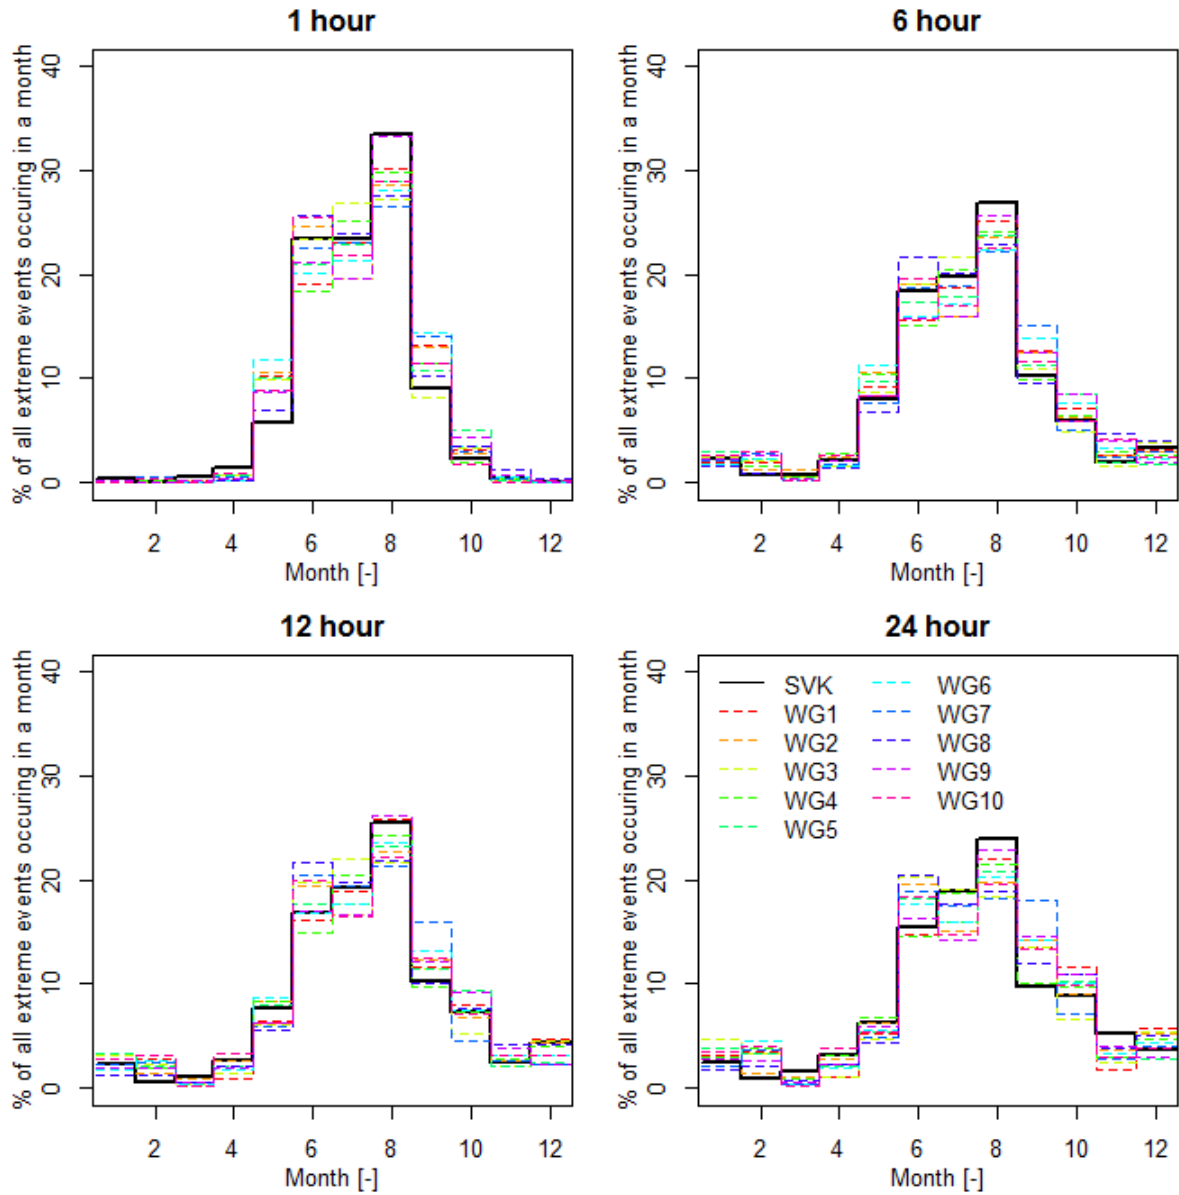 1 hour
% of all extreme events occuring in a month
0 10 20 30 40
2 4 6 8 10 12
Month [-]
6 hour
% of all extreme events occuring in a month
0 10 20 30 40
2 4 6 8 10 12
Month [-]
12 hour
% of all extreme events occuring in a month
0 10 20 30 40
2 4 6 8 10 12
Month [-]
24 hour
% of all extreme events occuring in a month
0 10 20 30 40
SVK
WG1
WG2
WG3
WG4
WG5
WG6
WG7
WG8
WG9
WG10
2 4 6 8 10 12
Month [-]